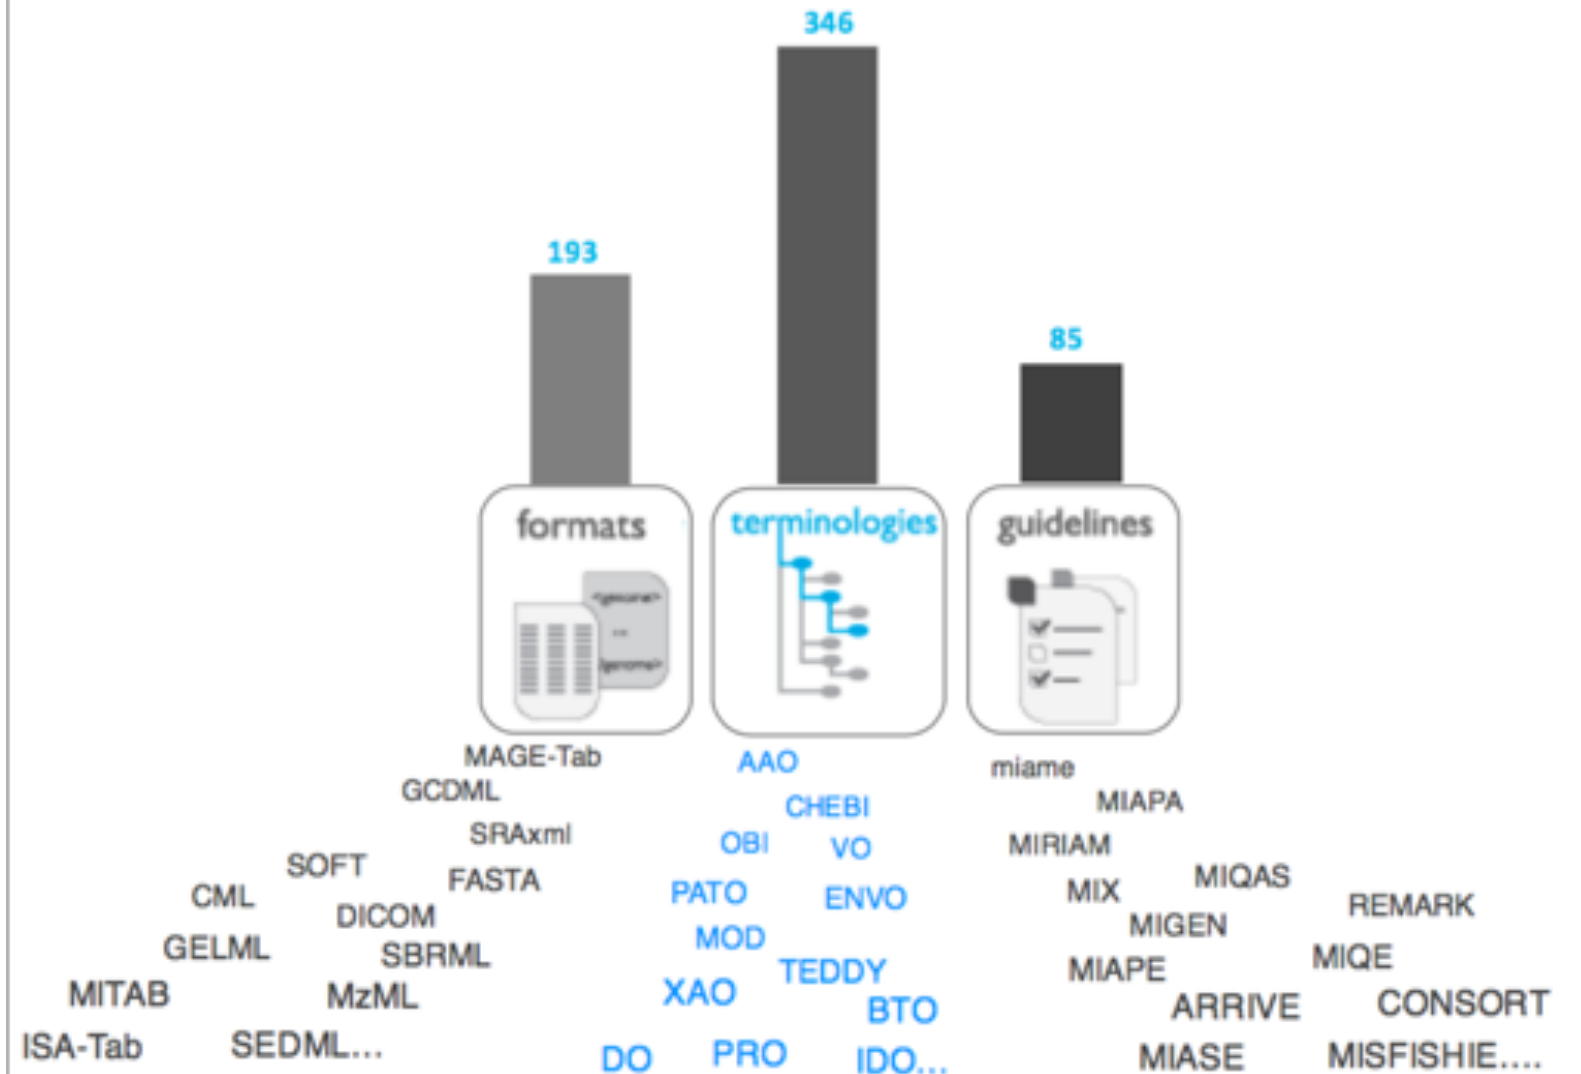 346
193
85
formats
terminologies
guidelines
<genome>
...
MAGE-Tab
AAO
miame
GCDML
CHEBI
MIAPA
SRAxml
OBI
VO
MIRIAM
SOFT
FASTA
MIQAS
CML
PATO
ENVO
MIX
REMARK
DICOM
MIGEN
GELML
SBRML
MOD
MIQE
TEDDY
MIAPE
MITAB
MzML
XAO
BTO
ARRIVE
CONSORT
ISA-Tab
SEDML...
DO
PRO
IDO...
MIASE
MISFISHIE....